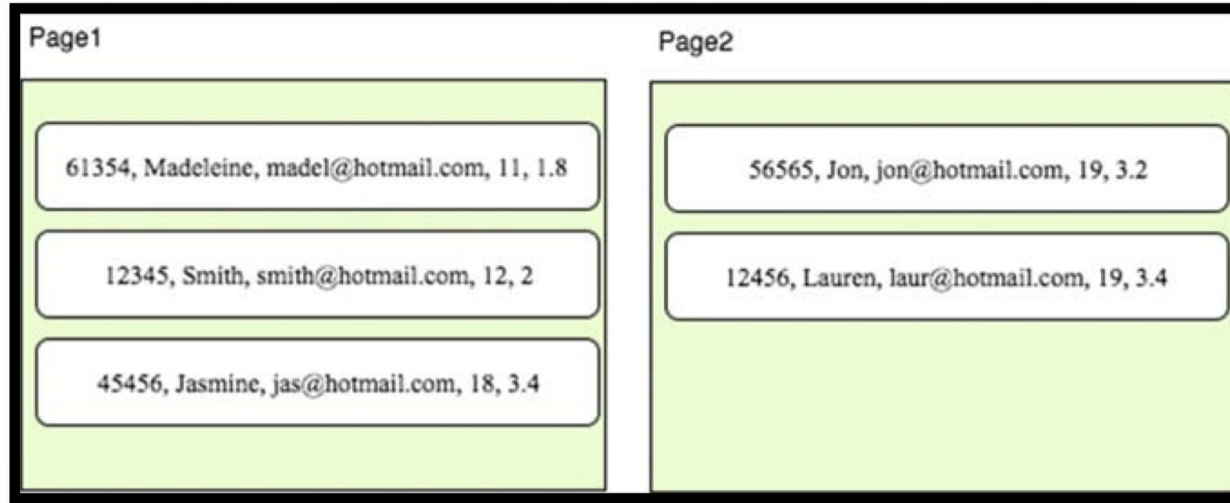 Page1
61354, Madeleine, madel@hotmail.com, 11, 1.8
12345, Smith, smith@hotmail.com, 12, 2
45456, Jasmine, jas@hotmail.com, 18, 3.4
Page2
56565, Jon, jon@hotmail.com, 19, 3.2
12456, Lauren, laur@hotmail.com, 19, 3.4